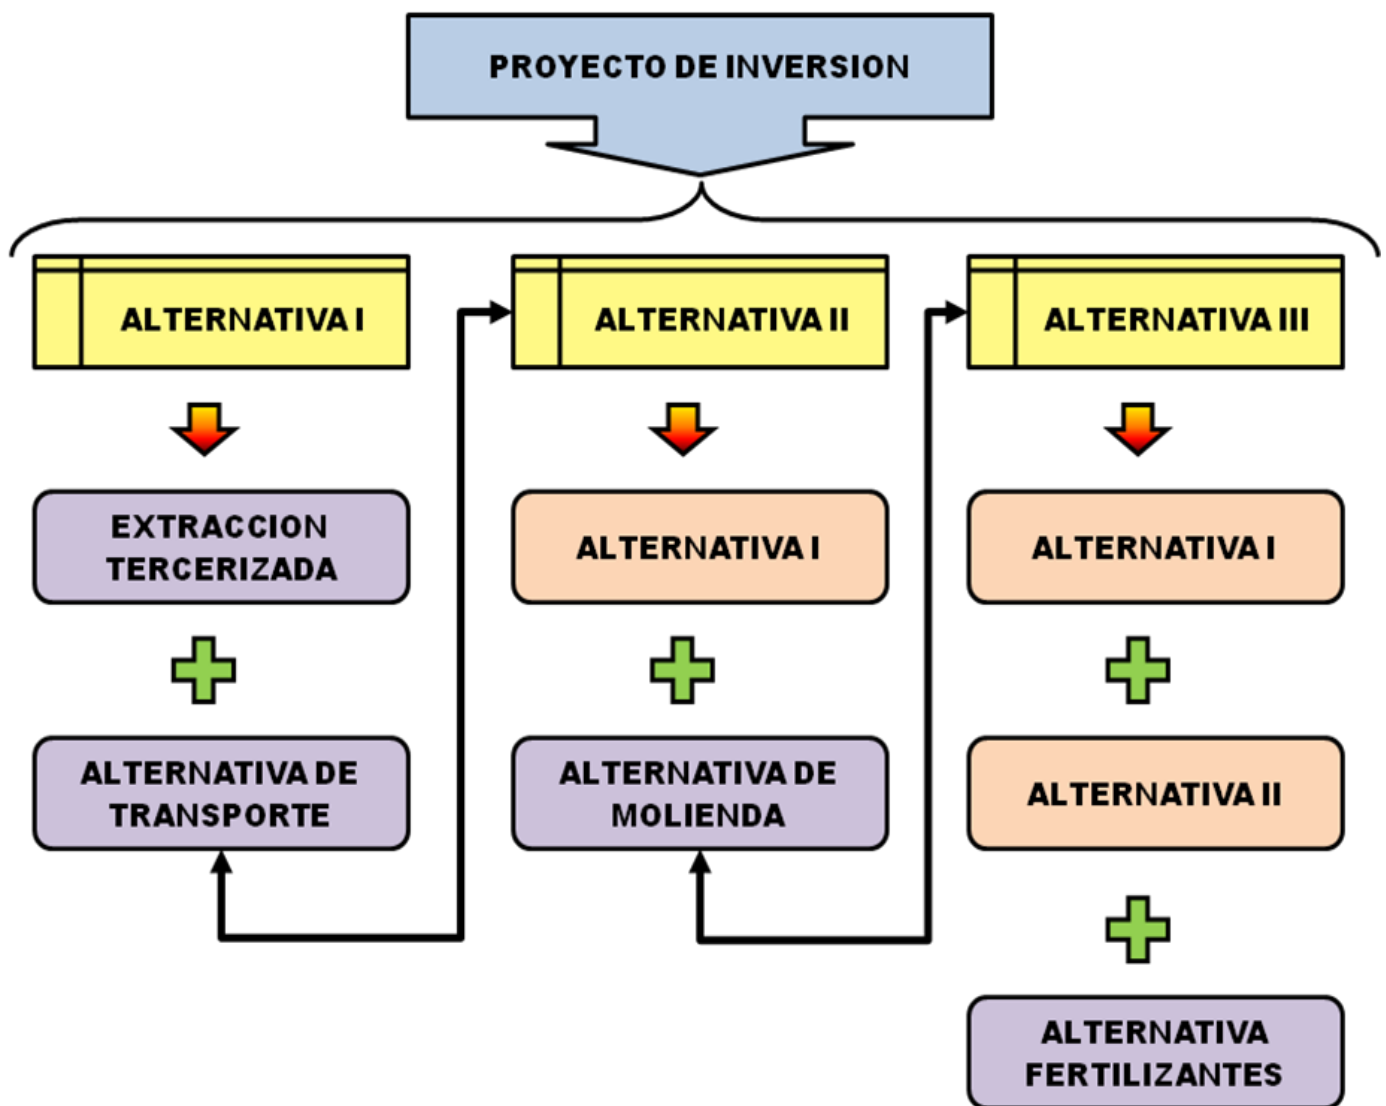 PROYECTO DE INVERSION
ALTERNATIVA I
ALTERNATIVA II
ALTERNATIVA III
EXTRACCION
TERCERIZADA
ALTERNATIVA I
ALTERNATIVA I
ALTERNATIVA DE
TRANSPORTE
ALTERNATIVA DE
MOLIENDA
ALTERNATIVA II
ALTERNATIVA
FERTILIZANTES